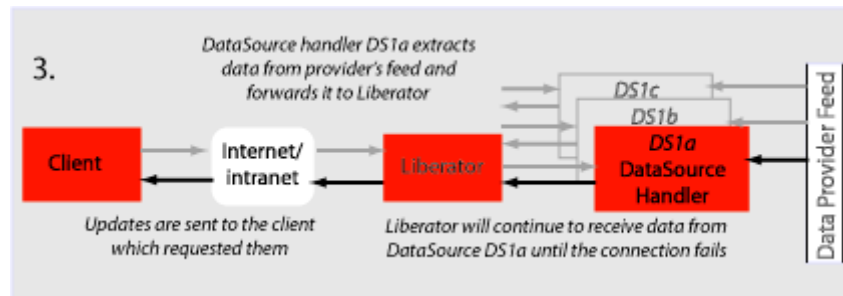 3.
DataSource handler DS1a extracts
data from provider's feed and
forwards it to Liberator
DS1c
DS1b
DS1a
DataSource
Handler
Client
Internet/
intranet
Liberator
Data Provider Feed
Updates are sent to the client
which requested them
Liberator will continue to receive data from
DataSource DS1a until the connection fails